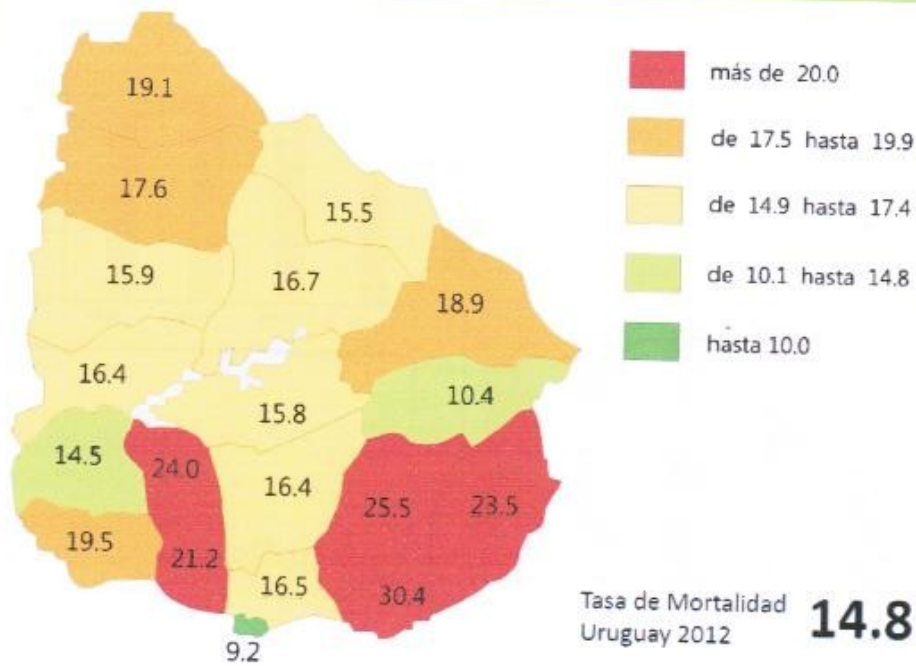 19.1
17.6
15.5
15.9
16.7
18.9
16.4
15.8
10.4
14.5
24.0
16.4
25.5
23.5
19.5
21.2
16.5
30.4
9.2
más de 20.0
de 17.5 hasta 19.9
de 14.9 hasta 17.4
de 10.1 hasta 14.8
hasta 10.0
Tasa de Mortalidad
Uruguay 2012
14.8